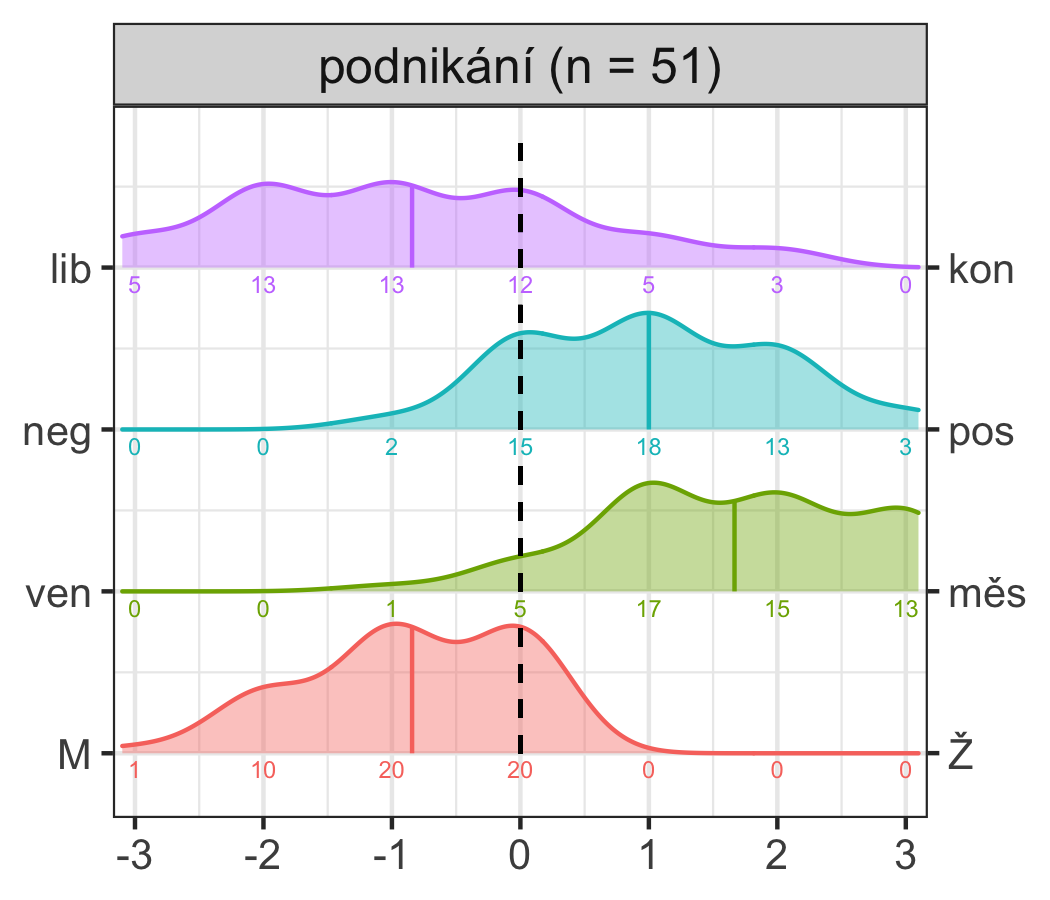 podnikání (n = 51)
lib kon
5 13 13 12 5 3 0
neg pos
0 0 2 15 18 13 3
ven měs
0 0 1 5 17 15 13
M Ž
1 10 20 20 0 0 0
-3 -2 -1 0 1 2 3